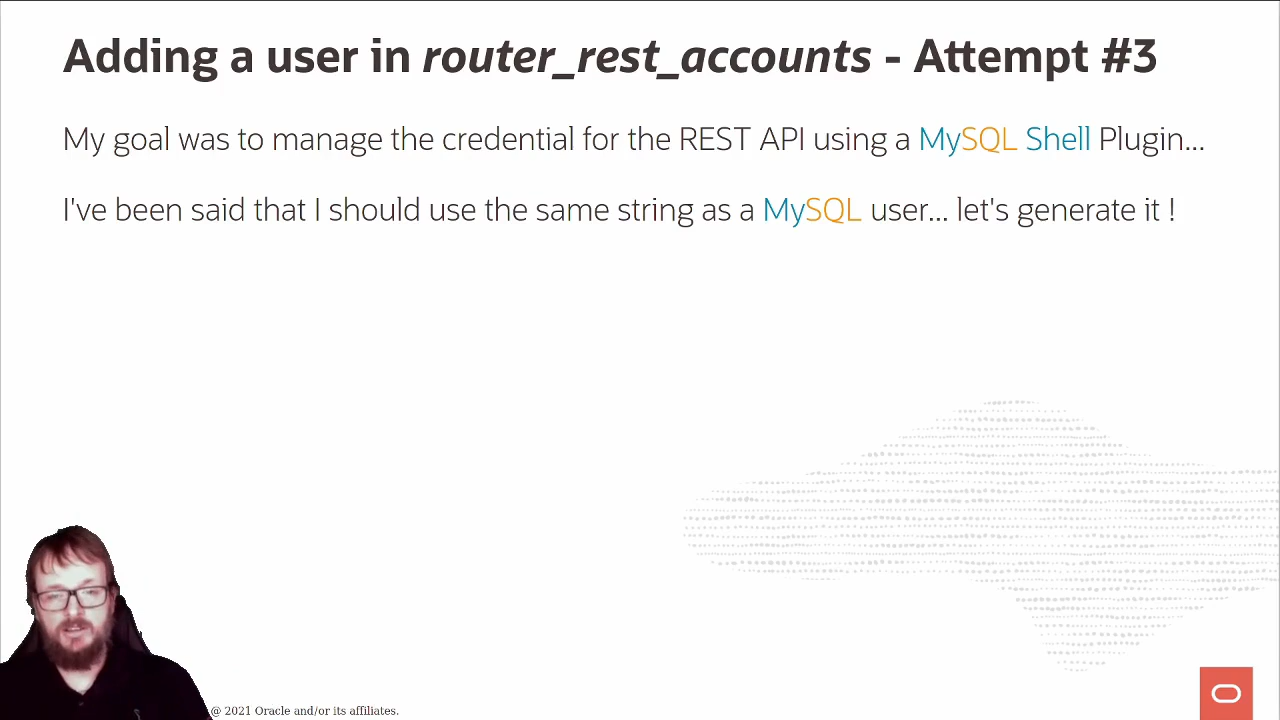 Adding a user in router_rest_accounts - Attempt #3
My goal was to manage the credential for the REST API using a MySQL Shell Plugin...
I've been said that I should use the same string as a MySQL user... let's generate it !
@ 2021 Oracle and/or its affiliates.